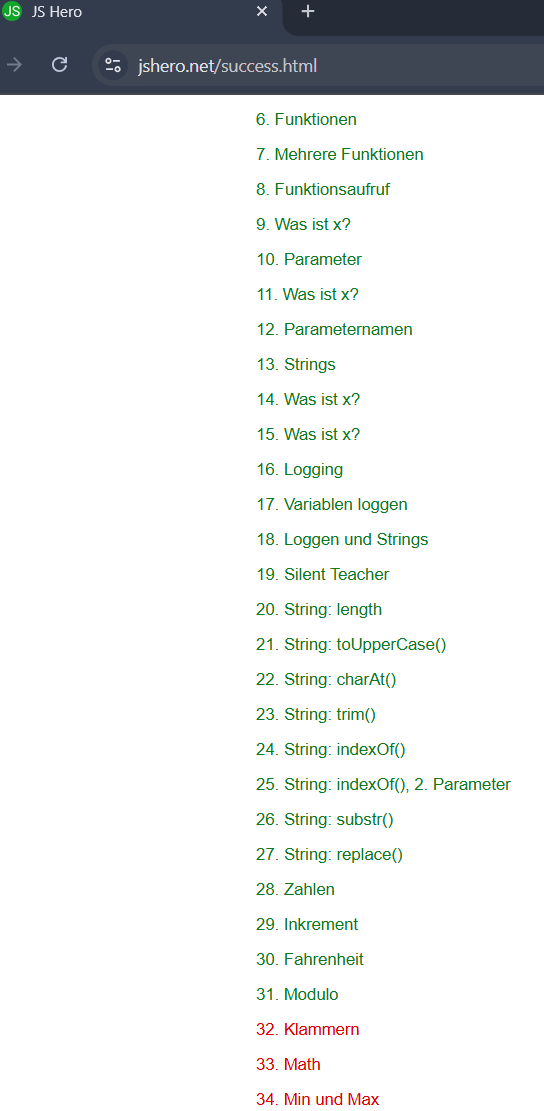 JS JS Hero
jshero.net/success.html
6. Funktionen
7. Mehrere Funktionen
8. Funktionsaufruf
9. Was ist x?
10. Parameter
11. Was ist x?
12. Parameternamen
13. Strings
14. Was ist x?
15. Was ist x?
16. Logging
17. Variablen loggen
18. Loggen und Strings
19. Silent Teacher
20. String: length
21. String: toUpperCase()
22. String: charAt()
23. String: trim()
24. String: indexOf()
25. String: indexOf(), 2. Parameter
26. String: substr()
27. String: replace()
28. Zahlen
29. Inkrement
30. Fahrenheit
31. Modulo
32. Klammern
33. Math
34. Min und Max